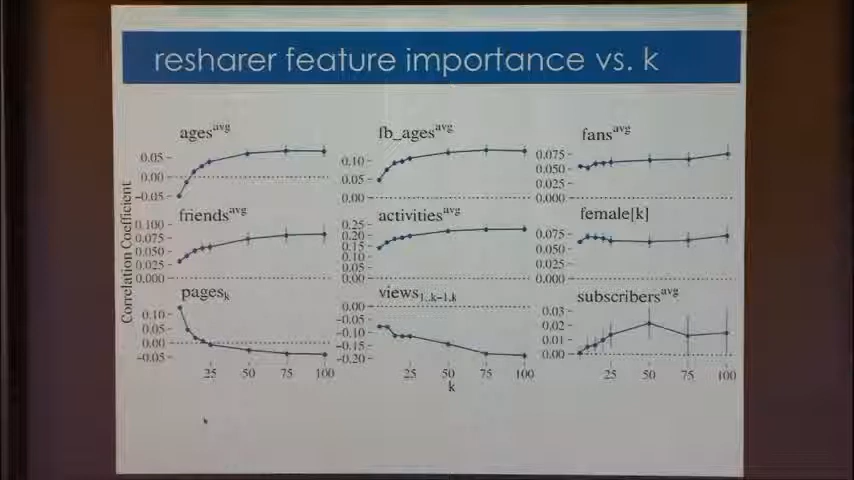 resharer feature importance vs. k
Correlation Coefficient
ages^avg
0.05
0.00
−0.05
fb_ages^avg
0.10
0.05
0.00
fans^avg
0.075
0.050
0.025
0.000
friends^avg
0.100
0.075
0.050
0.025
0.000
activities^avg
0.25
0.20
0.15
0.10
0.05
0.00
female[k]
0.075
0.050
0.025
0.000
pages_k
0.10
0.05
0.00
−0.05
views_1..k−1,k
0.00
−0.05
−0.10
−0.15
−0.20
subscribers^avg
0.03
0.02
0.01
0.00
25 50 75 100
25 50 75 100
25 50 75 100
k